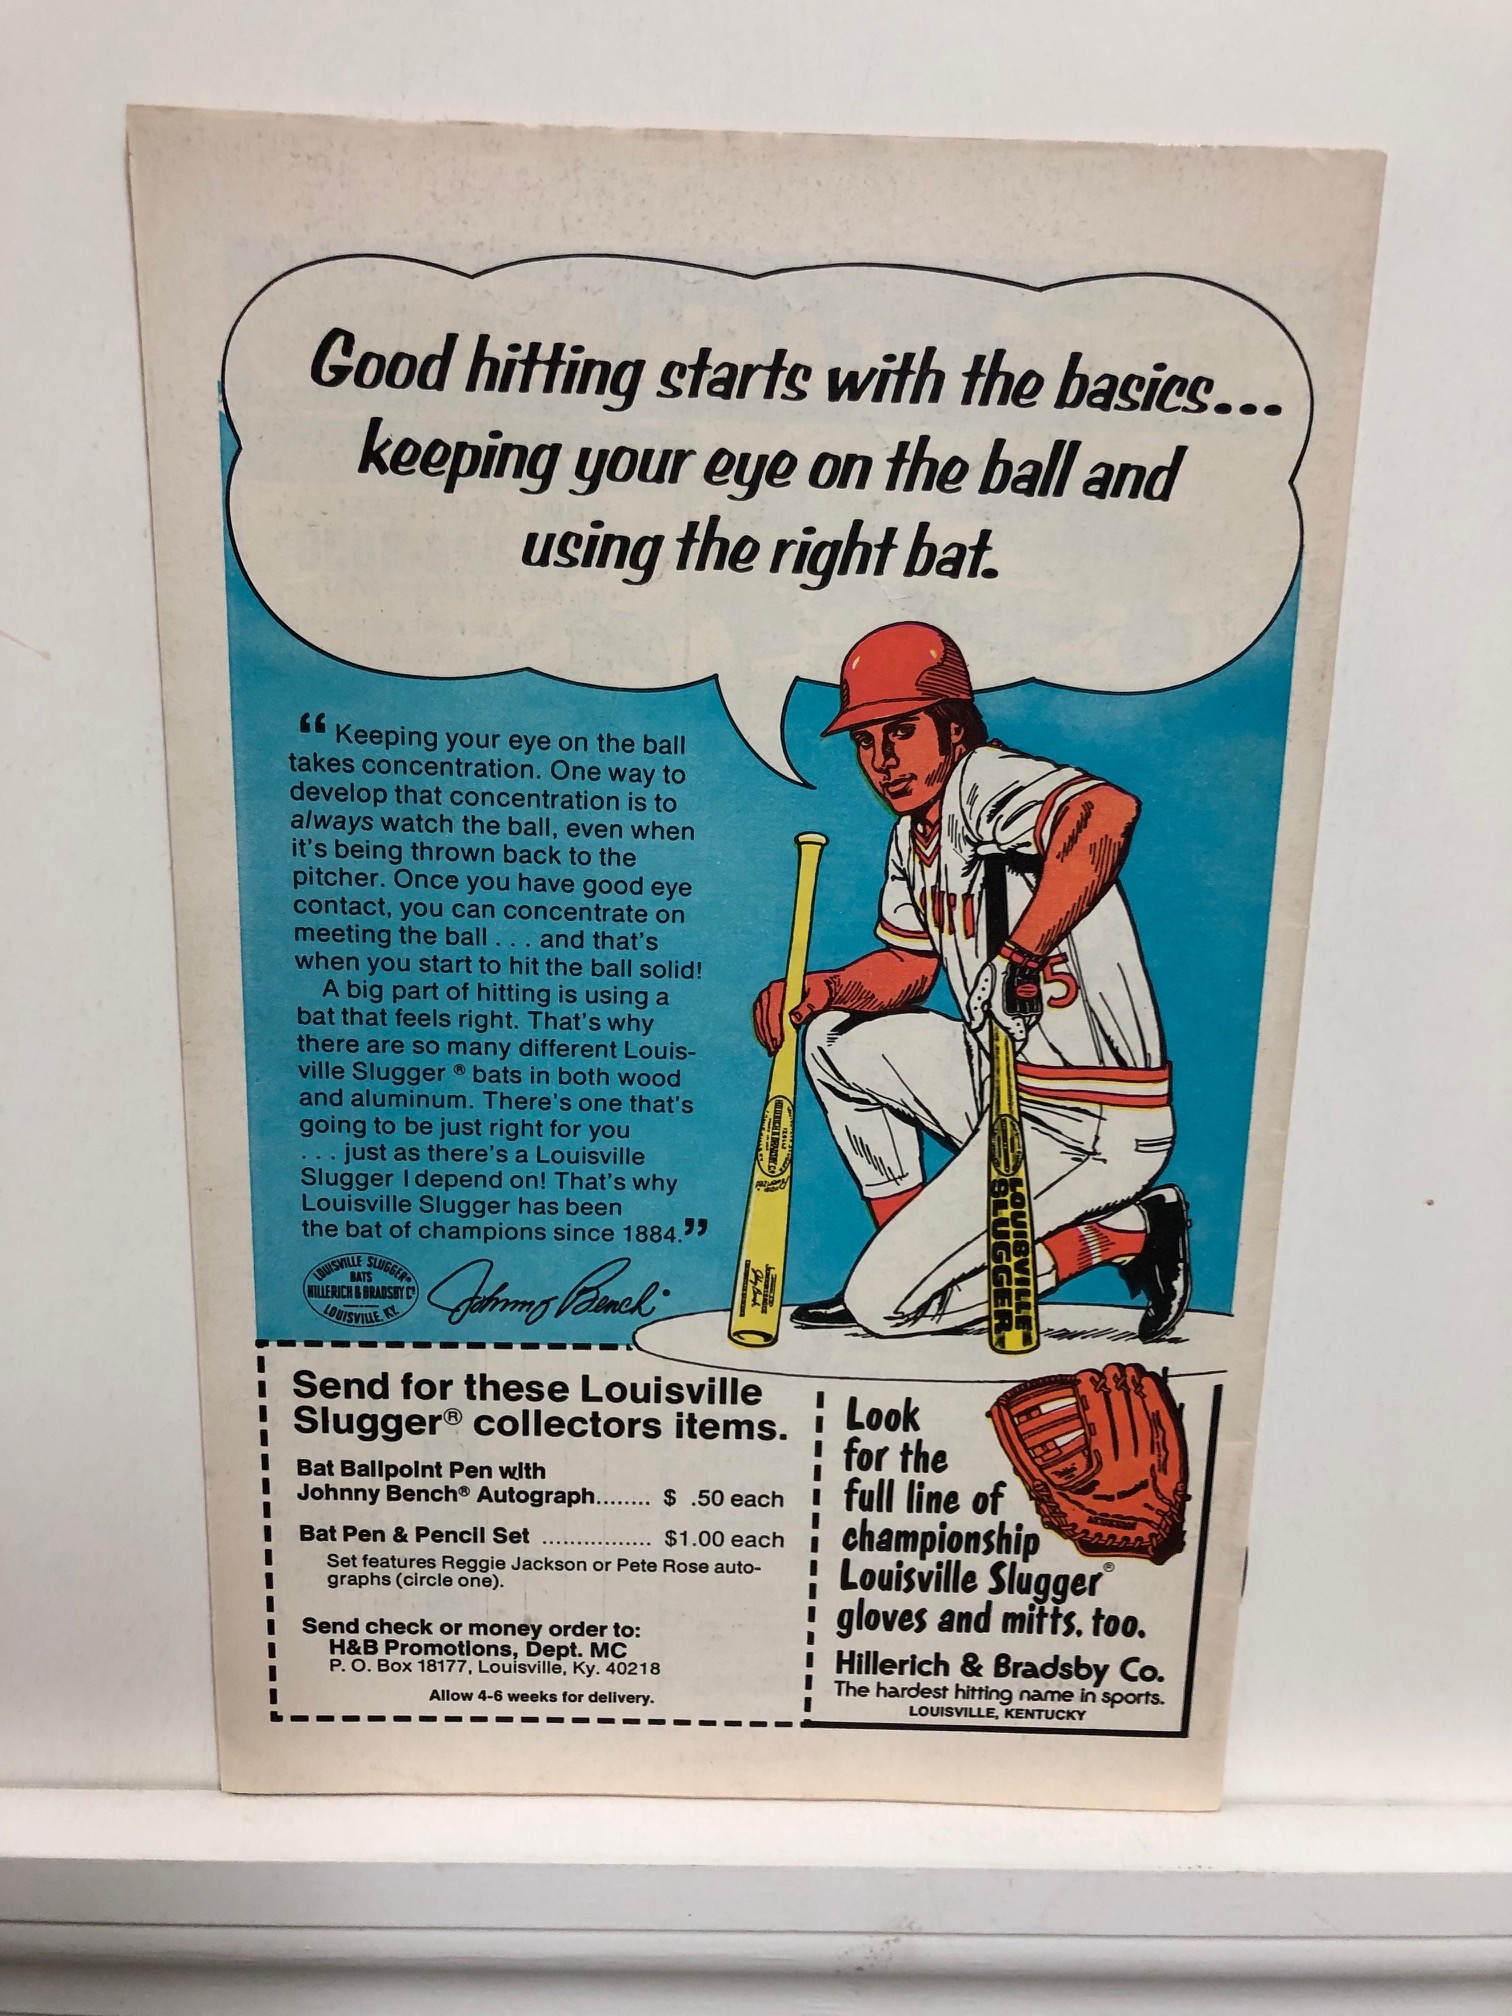 Good hitting starts with the basics...
keeping your eye on the ball and
using the right bat.
“ Keeping your eye on the ball
takes concentration. One way to
develop that concentration is to
always watch the ball, even when
it's being thrown back to the
pitcher. Once you have good eye
contact, you can concentrate on
meeting the ball . . . and that's
when you start to hit the ball solid!
A big part of hitting is using a
bat that feels right. That's why
there are so many different Louis-
ville Slugger ® bats in both wood
and aluminum. There's one that's
going to be just right for you
. . . just as there's a Louisville
Slugger I depend on! That's why
Louisville Slugger has been
the bat of champions since 1884.”
LOUISVILLE SLUGGER®
BATS
HILLERICH & BRADSBY Co
LOUISVILLE, KY.
Johnny Bench
5
HILLERICH & BRADSBY Co
LOUISVILLE
SLUGGER
Send for these Louisville
Slugger® collectors items.
Bat Ballpoint Pen with
Johnny Bench® Autograph........ $ .50 each
Bat Pen & Pencil Set ................ $1.00 each
Set features Reggie Jackson or Pete Rose auto-
graphs (circle one).
Send check or money order to:
H&B Promotions, Dept. MC
P. O. Box 18177, Louisville, Ky. 40218
Allow 4-6 weeks for delivery.
Look
for the
full line of
championship
Louisville Slugger®
gloves and mitts, too.
Hillerich & Bradsby Co.
The hardest hitting name in sports.
LOUISVILLE, KENTUCKY